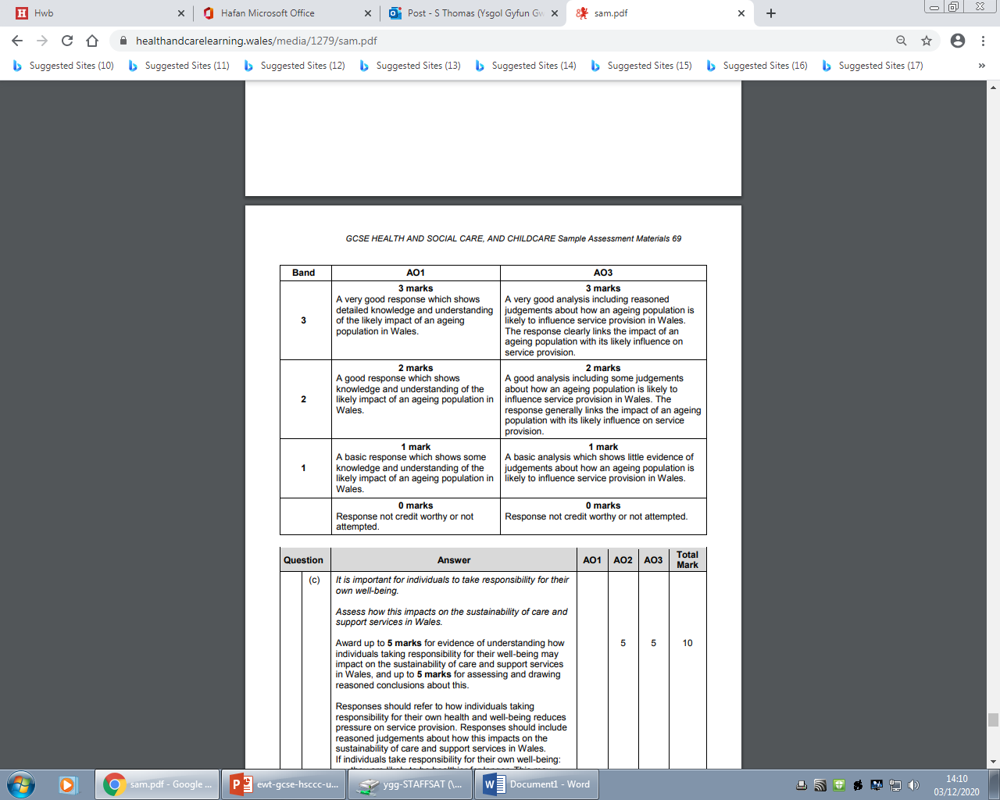 Hwb
Hafan Microsoft Office
Post - S Thomas (Ysgol Gyfun Gw
sam.pdf
healthandcarelearning.wales/media/1279/sam.pdf
Suggested Sites (10)
Suggested Sites (11)
Suggested Sites (12)
Suggested Sites (13)
Suggested Sites (14)
Suggested Sites (15)
Suggested Sites (16)
Suggested Sites (17)
»
GCSE HEALTH AND SOCIAL CARE, AND CHILDCARE Sample Assessment Materials 69
Band
AO1
AO3
3
3 marks
A very good response which shows
detailed knowledge and understanding
of the likely impact of an ageing
population in Wales.
3 marks
A very good analysis including reasoned
judgements about how an ageing population is
likely to influence service provision in Wales.
The response clearly links the impact of an
ageing population with its likely influence on
service provision.
2
2 marks
A good response which shows
knowledge and understanding of the
likely impact of an ageing population in
Wales.
2 marks
A good analysis including some judgements
about how an ageing population is likely to
influence service provision in Wales. The
response generally links the impact of an ageing
population with its likely influence on service
provision.
1
1 mark
A basic response which shows some
knowledge and understanding of the
likely impact of an ageing population in
Wales.
1 mark
A basic analysis which shows little evidence of
judgements about how an ageing population is
likely to influence service provision in Wales.
0 marks
Response not credit worthy or not
attempted.
0 marks
Response not credit worthy or not attempted.
Question
Answer
AO1
AO2
AO3
Total
Mark
(c)
It is important for individuals to take responsibility for their
own well-being.
Assess how this impacts on the sustainability of care and
support services in Wales.
Award up to 5 marks for evidence of understanding how
individuals taking responsibility for their well-being may
impact on the sustainability of care and support services
in Wales, and up to 5 marks for assessing and drawing
reasoned conclusions about this.
5
5
10
Responses should refer to how individuals taking
responsibility for their own health and well-being reduces
pressure on service provision. Responses should include
reasoned judgements about how this impacts on the
sustainability of care and support services in Wales.
If individuals take responsibility for their own well-being:
sam.pdf - Google ...
ewt-gcse-hsccc-u...
ygg-STAFFSAT (\\...
Document1 - Word
14:10
03/12/2020